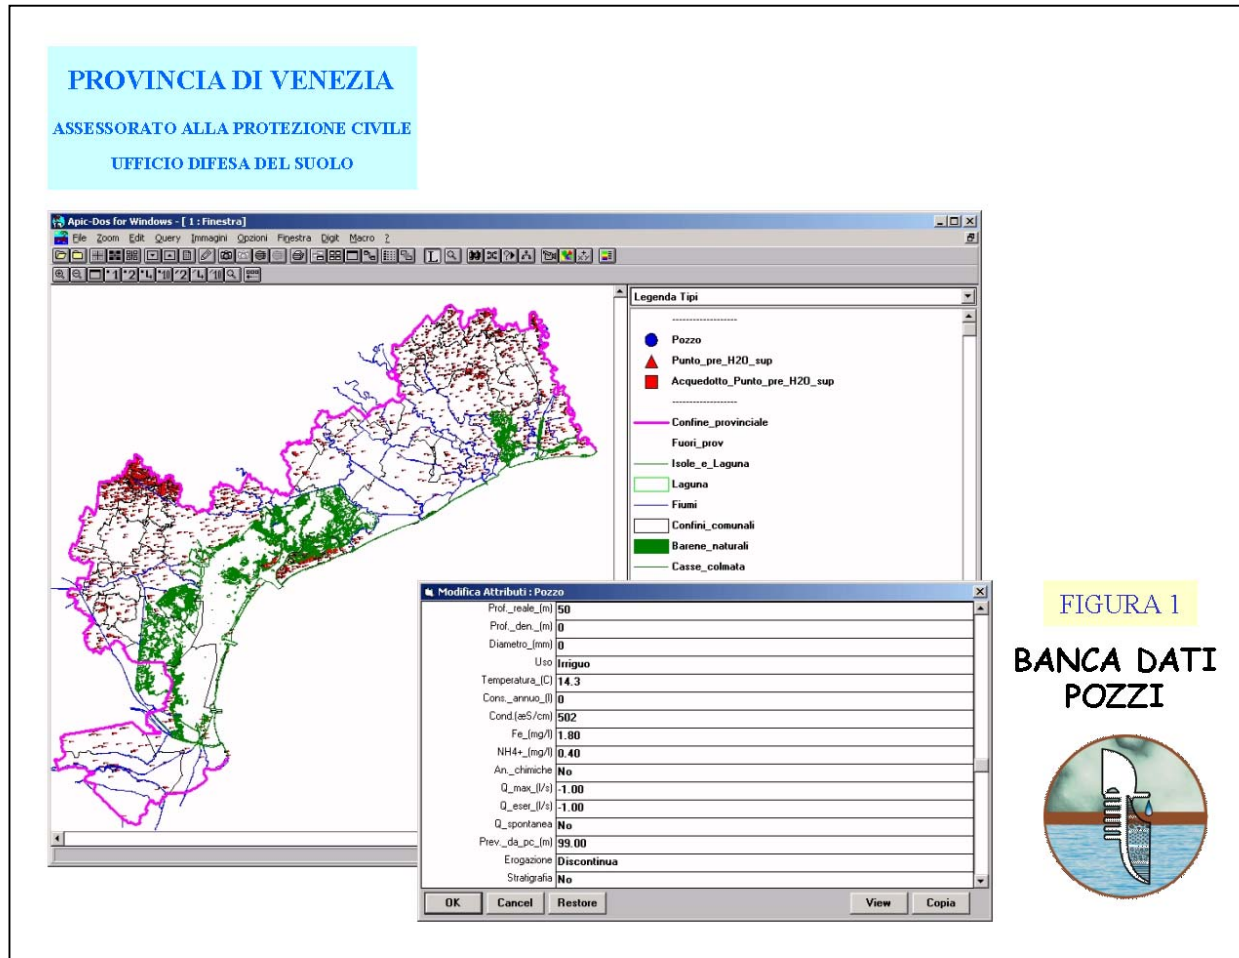 PROVINCIA DI VENEZIA
ASSESSORATO ALLA PROTEZIONE CIVILE
UFFICIO DIFESA DEL SUOLO
Apic-Dos for Windows - [ 1 : Finestra]
File Zoom Edit Query Immagini Opzioni Finestra Digit Macro ?
Legenda Tipi
-------------------
Pozzo
Punto_pre_H2O_sup
Acquedotto_Punto_pre_H2O_sup
-------------------
Confine_provinciale
Fuori_prov
Isole_e_Laguna
Laguna
Fiumi
Confini_comunali
Barene_naturali
Casse_colmata
Modifica Attributi : Pozzo
Prof._reale_(m) 50
Prof._den._(m) 0
Diametro_(mm) 0
Uso Irriguo
Temperatura_(C) 14.3
Cons._annuo_(l) 0
Cond.(æS/cm) 502
Fe_(mg/l) 1.80
NH4+_(mg/l) 0.40
An._chimiche No
Q_max_(l/s) -1.00
Q_eser_(l/s) -1.00
Q_spontanea No
Prev._da_pc_(m) 99.00
Erogazione Discontinua
Stratigrafia No
OK Cancel Restore View Copia
FIGURA 1
BANCA DATI
POZZI